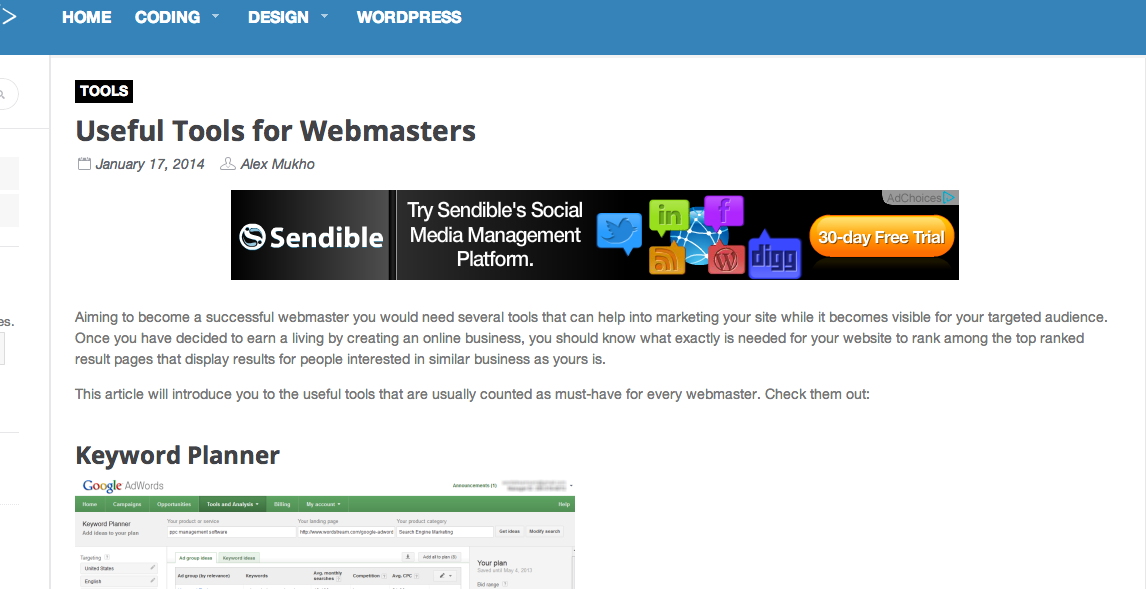 HOME CODING DESIGN WORDPRESS
TOOLS
Useful Tools for Webmasters
January 17, 2014 Alex Mukho
AdChoices
Sendible
Try Sendible's Social
Media Management
Platform.
in f
digg
30-day Free Trial
es.
Aiming to become a successful webmaster you would need several tools that can help into marketing your site while it becomes visible for your targeted audience.
Once you have decided to earn a living by creating an online business, you should know what exactly is needed for your website to rank among the top ranked
result pages that display results for people interested in similar business as yours is.
This article will introduce you to the useful tools that are usually counted as must-have for every webmaster. Check them out:
Keyword Planner
Google AdWords
Announcements (1)
Home Campaigns Opportunities Tools and Analysis Billing My account Help
Keyword Planner
Add ideas to your plan
Your product or service Your landing page Your product category
ppc management software http://www.wordstream.com/google-adword Search Engine Marketing Get ideas Modify search
Targeting ?
United States
English
Ad group ideas Keyword ideas Add all to plan (0)
Ad group (by relevance) Keywords Avg. monthly searches ? Competition ? Avg. CPC ?
Your plan
Saved until May 4, 2013
Bid range ?